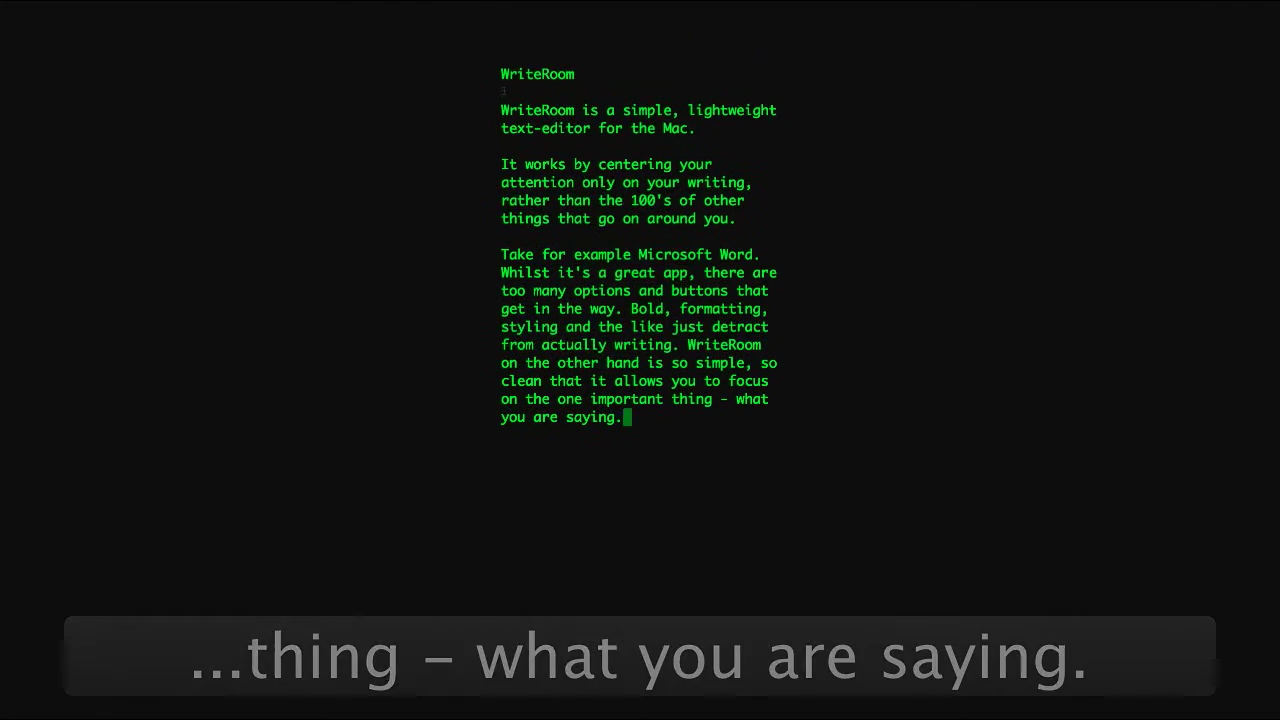 WriteRoom
WriteRoom is a simple, lightweight
text-editor for the Mac.
It works by centering your
attention only on your writing,
rather than the 100's of other
things that go on around you.
Take for example Microsoft Word.
Whilst it's a great app, there are
too many options and buttons that
get in the way. Bold, formatting,
styling and the like just detract
from actually writing. WriteRoom
on the other hand is so simple, so
clean that it allows you to focus
on the one important thing - what
you are saying.
...thing – what you are saying.